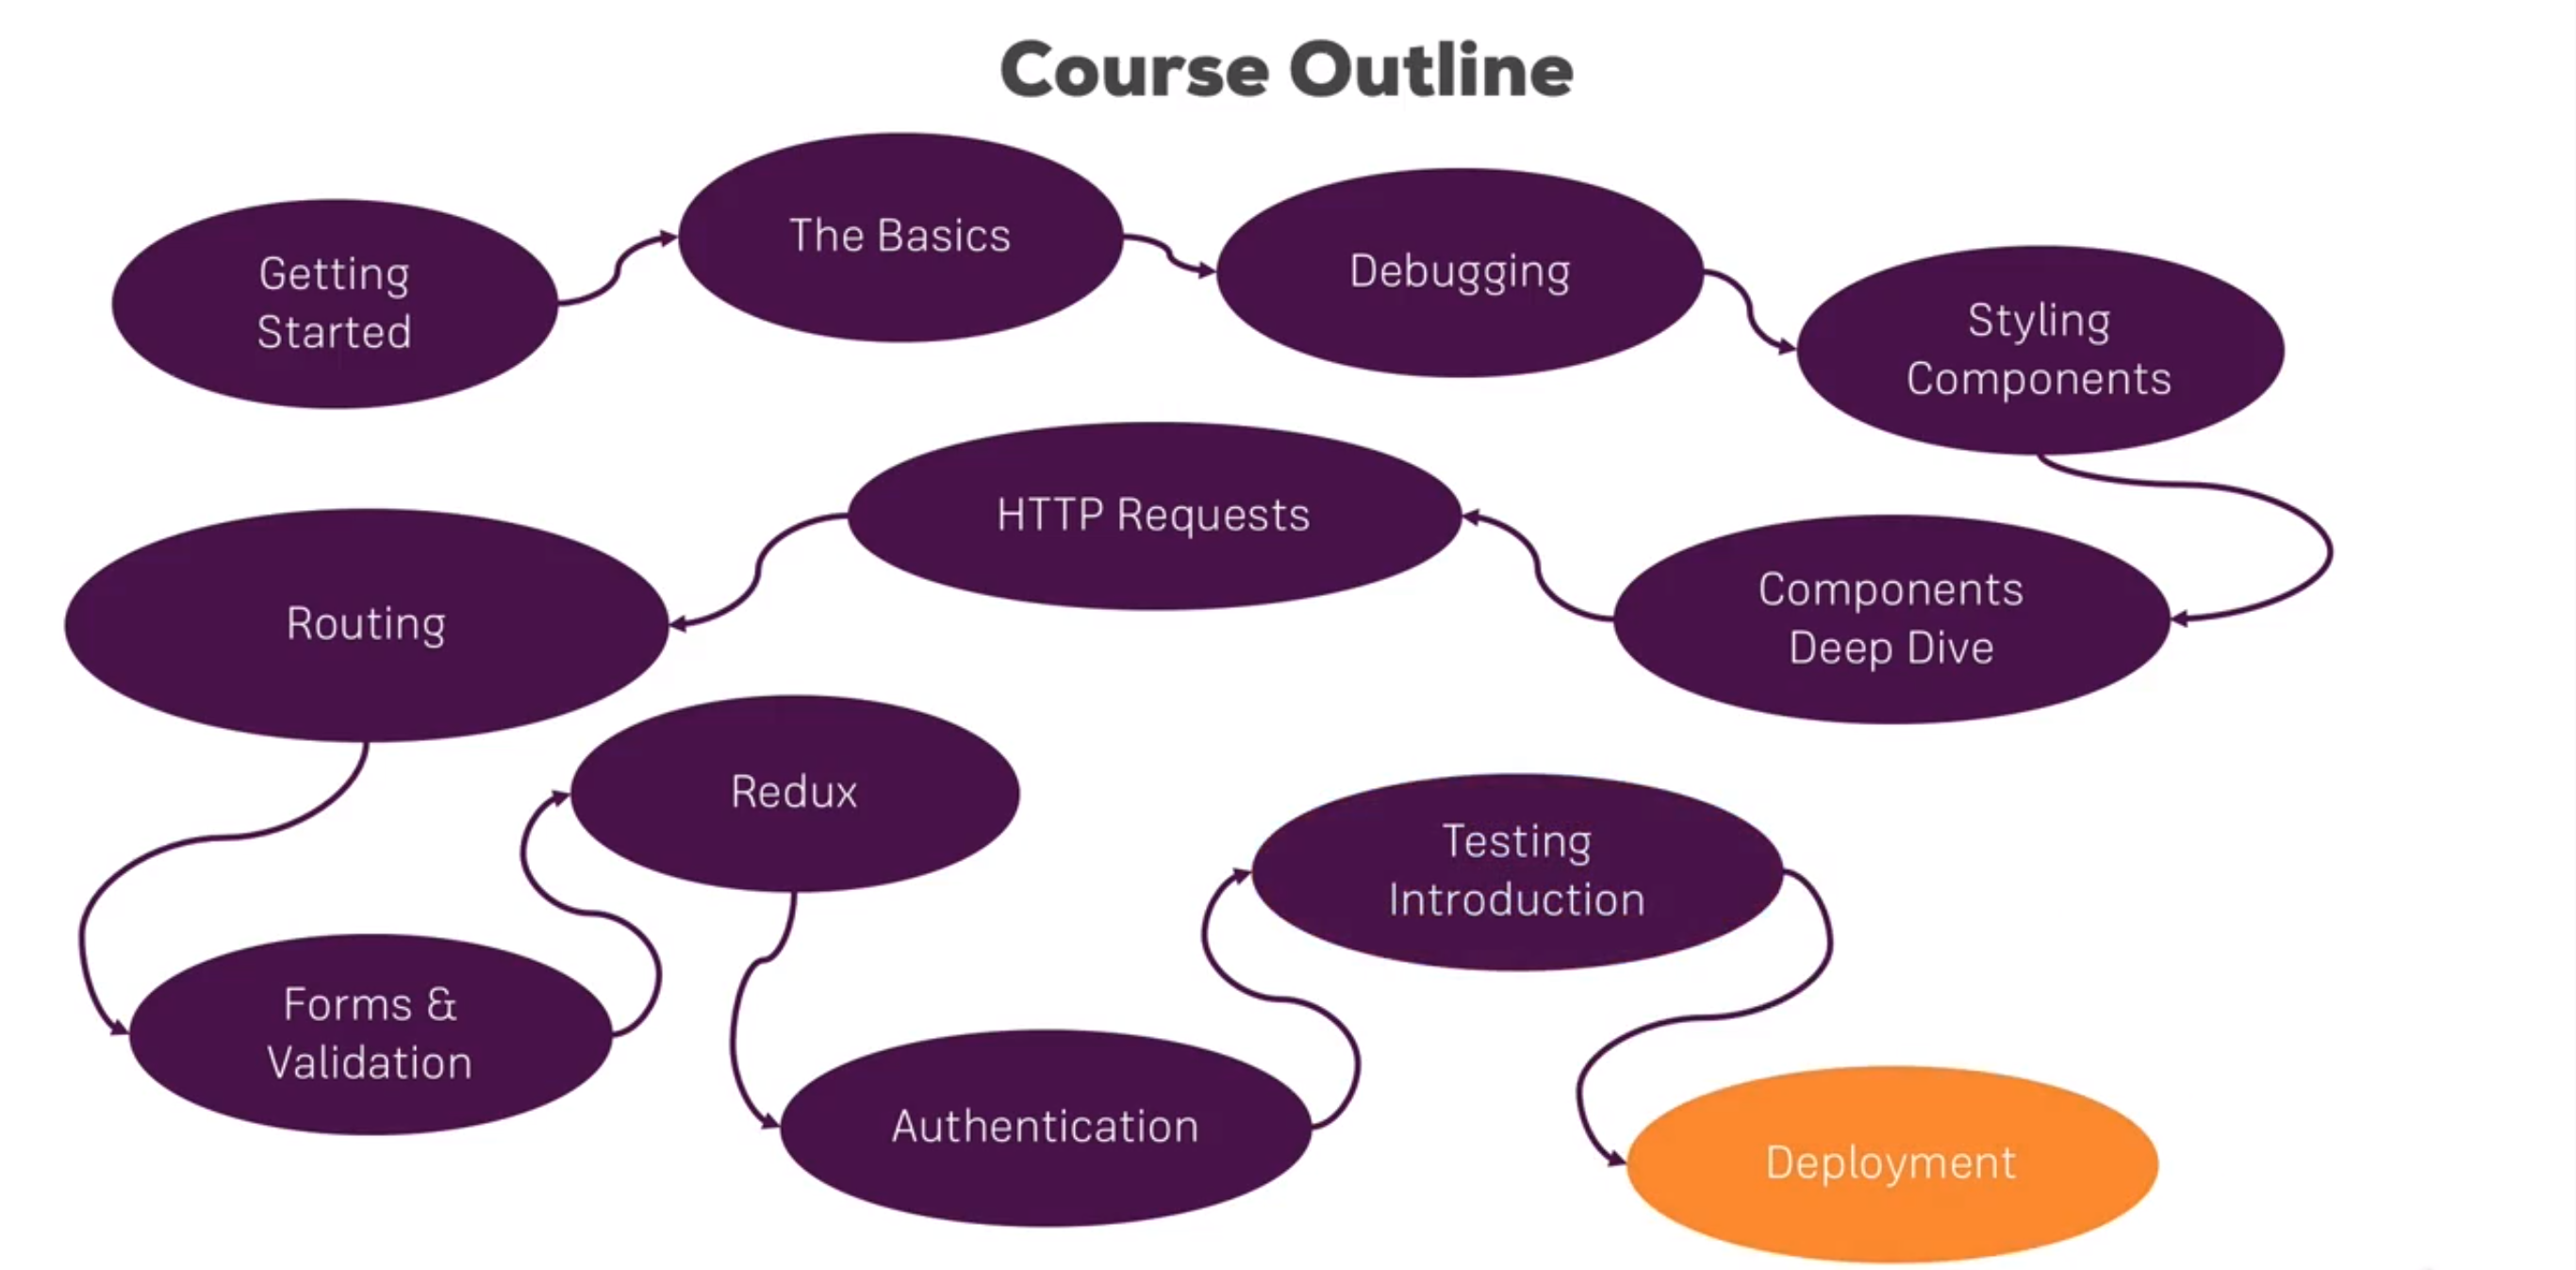 Course Outline
Getting
Started
The Basics
Debugging
Styling
Components
Components
Deep Dive
HTTP Requests
Routing
Forms &
Validation
Redux
Authentication
Testing
Introduction
Deployment